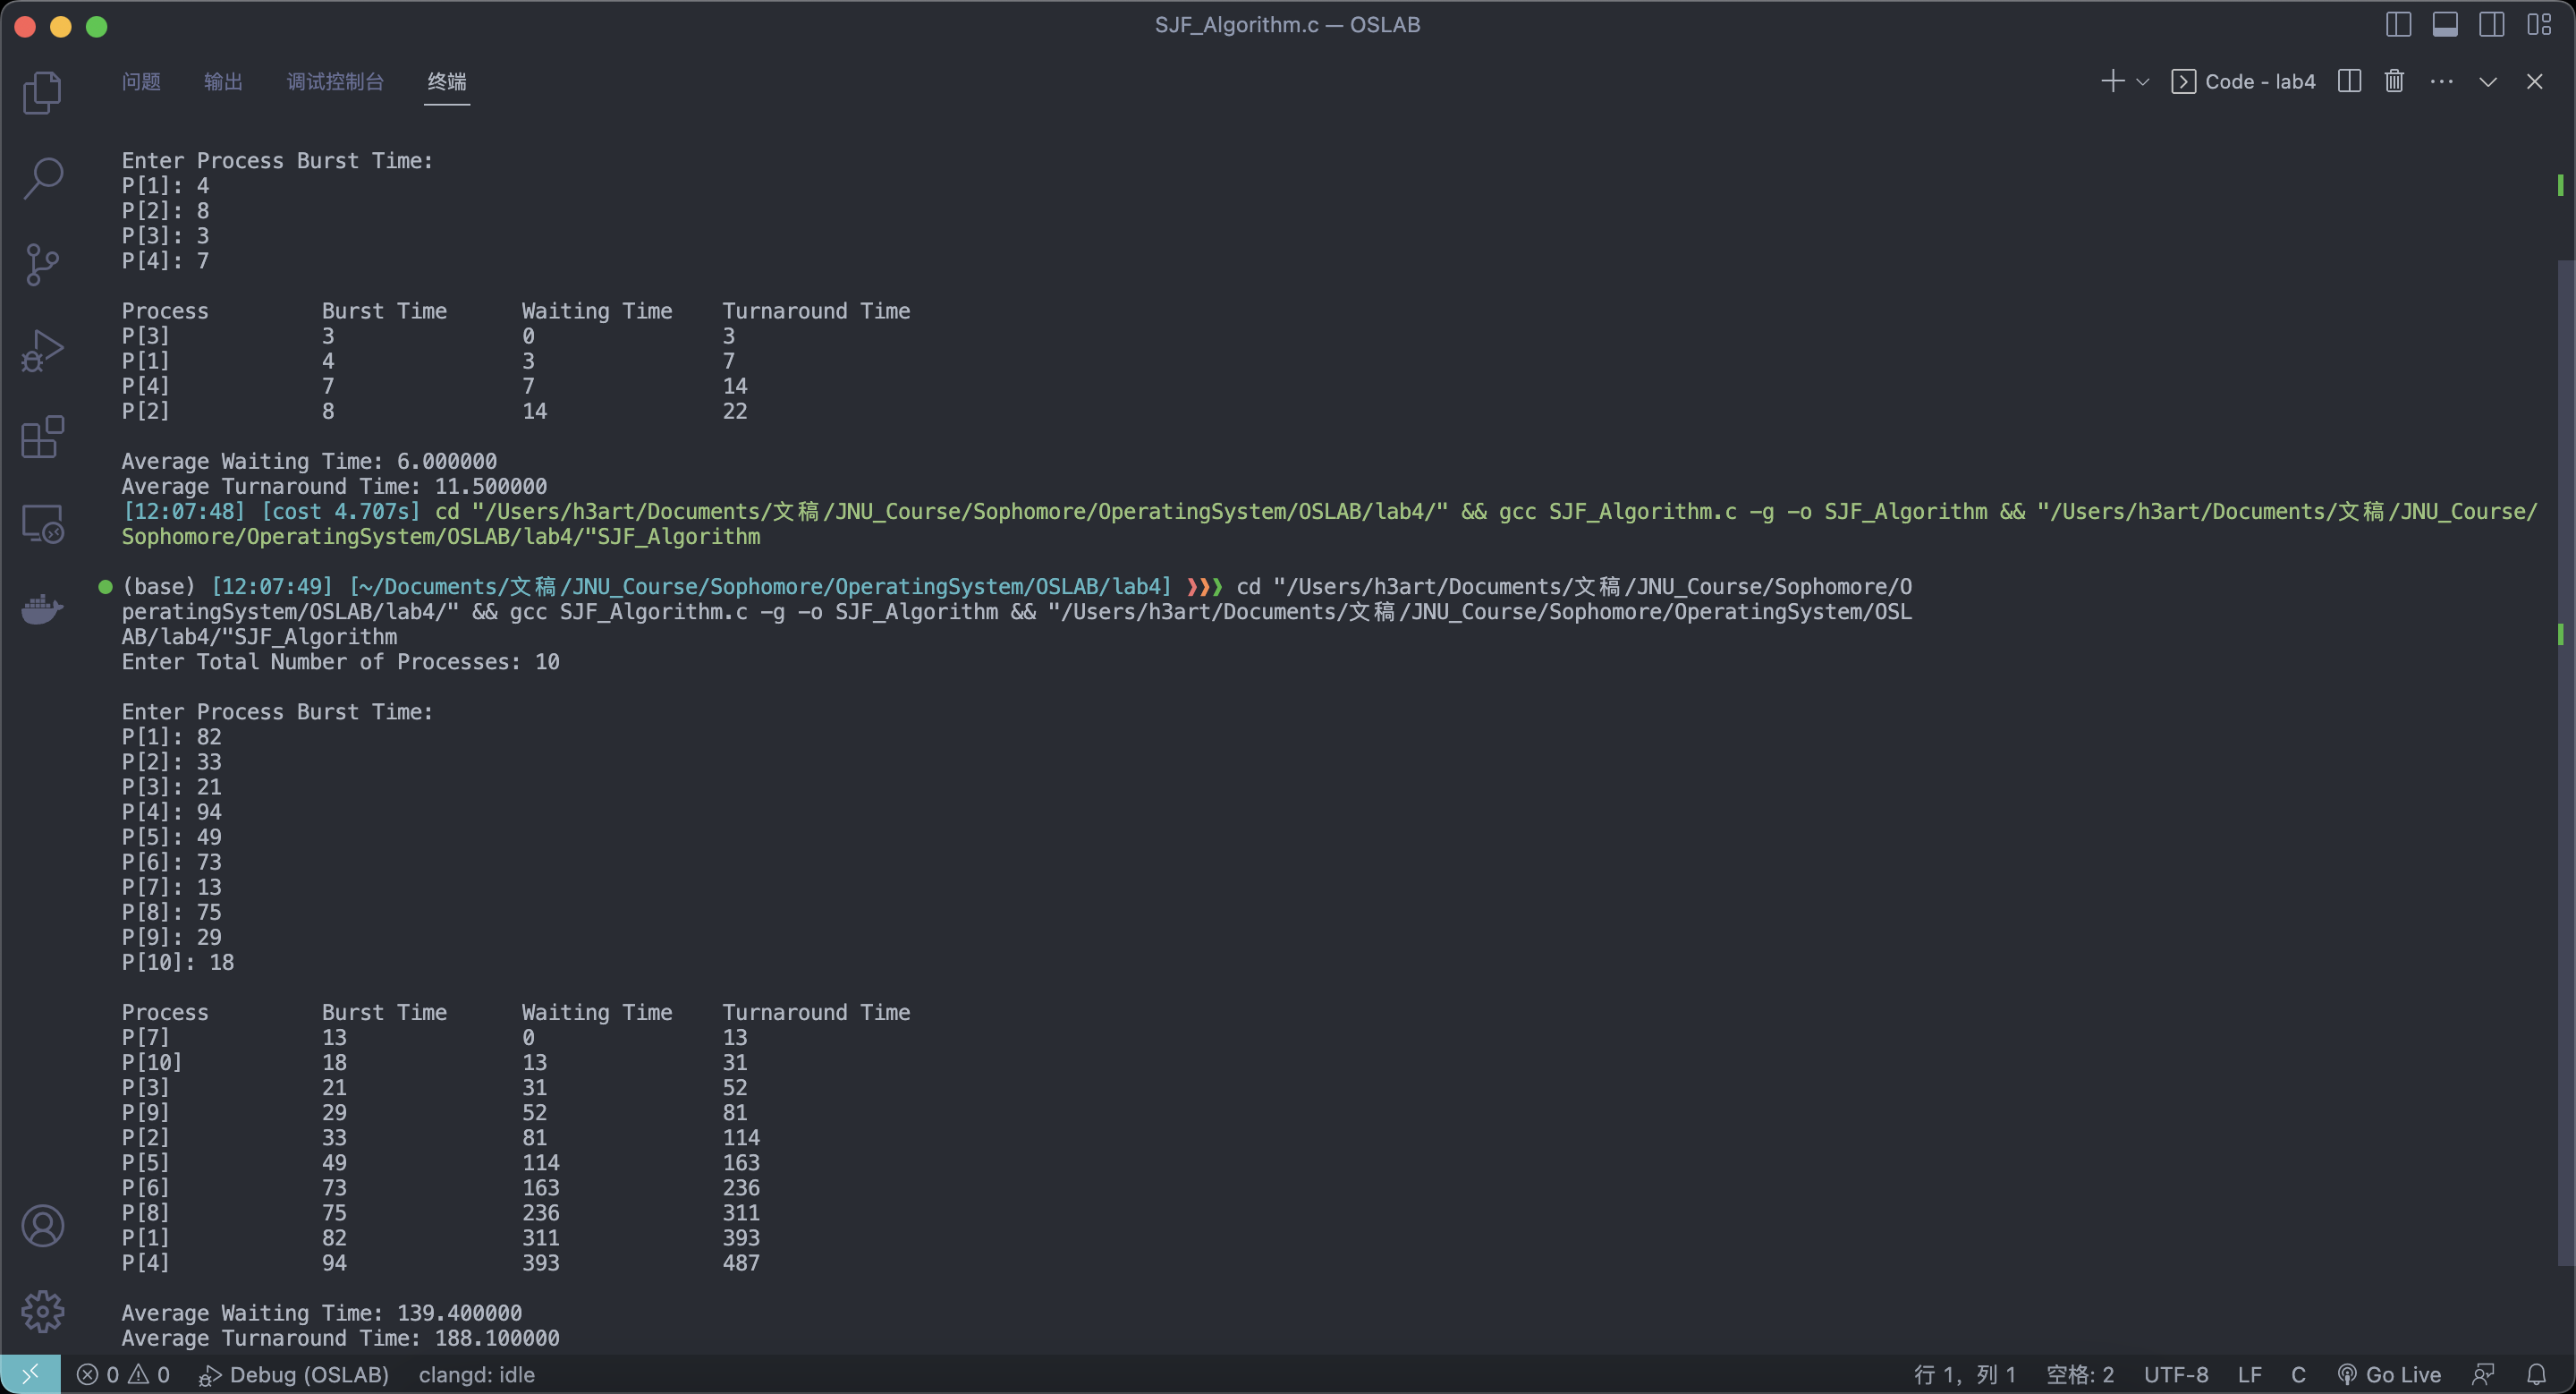 SJF_Algorithm.c — OSLAB
问题 输出 调试控制台 终端 Code - lab4
Enter Process Burst Time:
P[1]: 4
P[2]: 8
P[3]: 3
P[4]: 7
Process Burst Time Waiting Time Turnaround Time
P[3] 3 0 3
P[1] 4 3 7
P[4] 7 7 14
P[2] 8 14 22
Average Waiting Time: 6.000000
Average Turnaround Time: 11.500000
[12:07:48] [cost 4.707s] cd "/Users/h3art/Documents/文稿/JNU_Course/Sophomore/OperatingSystem/OSLAB/lab4/" && gcc SJF_Algorithm.c -g -o SJF_Algorithm && "/Users/h3art/Documents/文稿/JNU_Course/
Sophomore/OperatingSystem/OSLAB/lab4/"SJF_Algorithm
(base) [12:07:49] [~/Documents/文稿/JNU_Course/Sophomore/OperatingSystem/OSLAB/lab4] ❯❯❯ cd "/Users/h3art/Documents/文稿/JNU_Course/Sophomore/O
peratingSystem/OSLAB/lab4/" && gcc SJF_Algorithm.c -g -o SJF_Algorithm && "/Users/h3art/Documents/文稿/JNU_Course/Sophomore/OperatingSystem/OSL
AB/lab4/"SJF_Algorithm
Enter Total Number of Processes: 10
Enter Process Burst Time:
P[1]: 82
P[2]: 33
P[3]: 21
P[4]: 94
P[5]: 49
P[6]: 73
P[7]: 13
P[8]: 75
P[9]: 29
P[10]: 18
Process Burst Time Waiting Time Turnaround Time
P[7] 13 0 13
P[10] 18 13 31
P[3] 21 31 52
P[9] 29 52 81
P[2] 33 81 114
P[5] 49 114 163
P[6] 73 163 236
P[8] 75 236 311
P[1] 82 311 393
P[4] 94 393 487
Average Waiting Time: 139.400000
Average Turnaround Time: 188.100000
0 0 Debug (OSLAB) clangd: idle 行 1，列 1 空格: 2 UTF-8 LF C Go Live